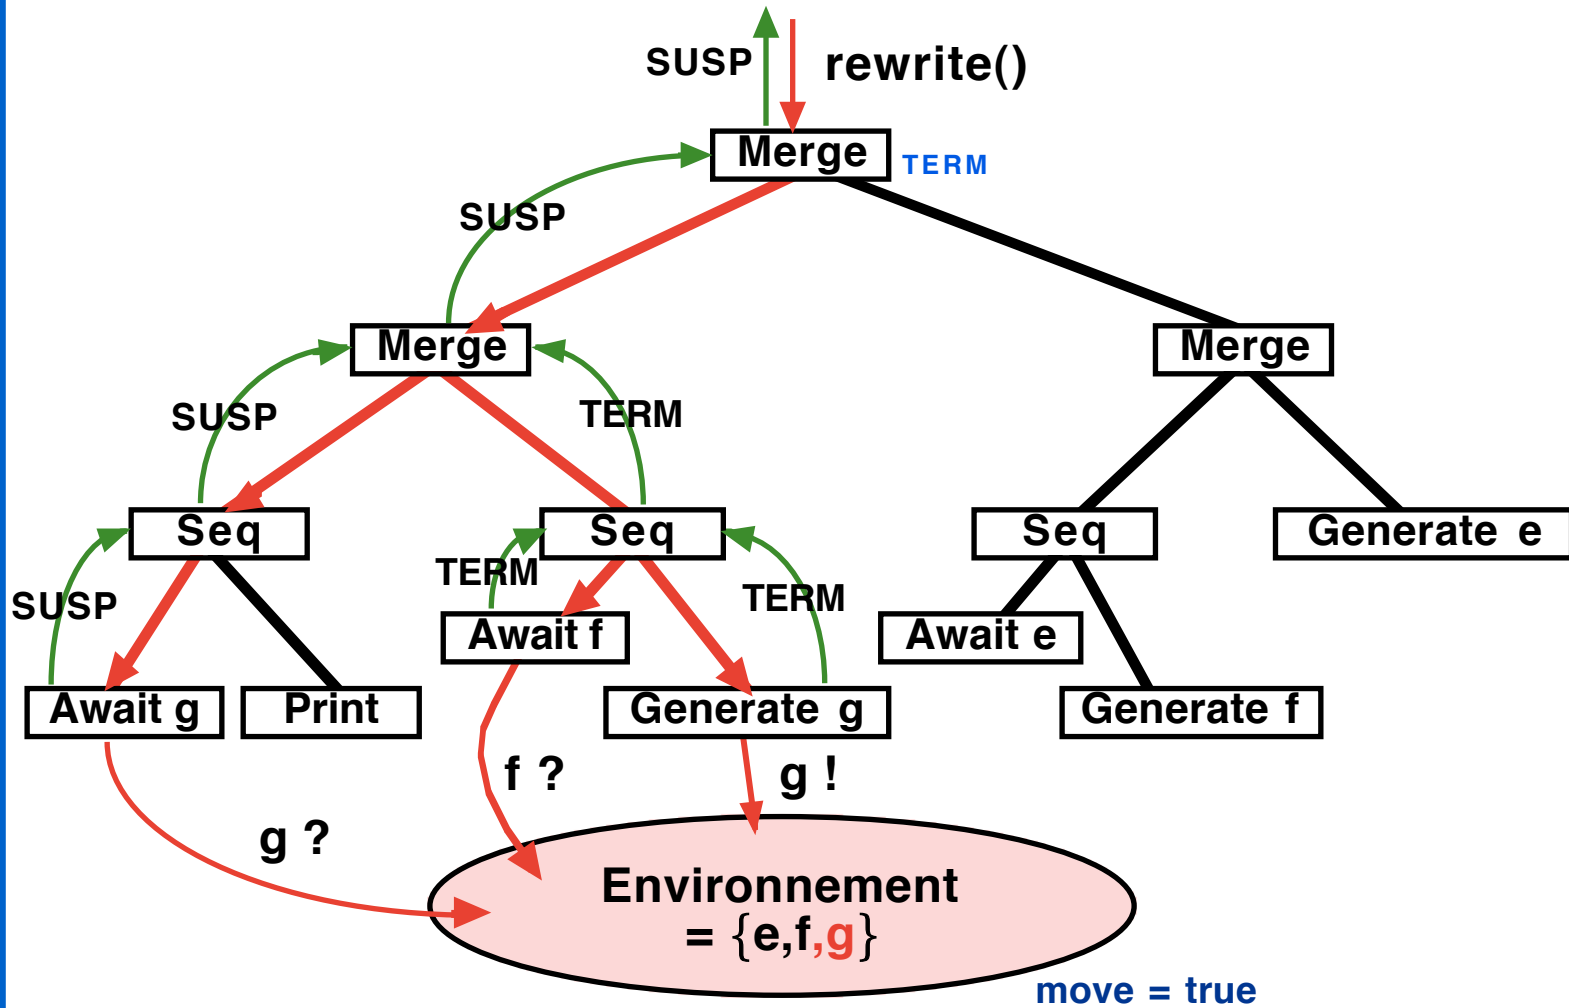 SUSP
rewrite()
Merge
TERM
SUSP
Merge
Merge
SUSP
TERM
Seq
Seq
Seq
Generate e
SUSP
TERM
TERM
Await f
Await e
Await g
Print
Generate g
Generate f
f ?
g !
g ?
Environnement
= {e,f,g}
move = true